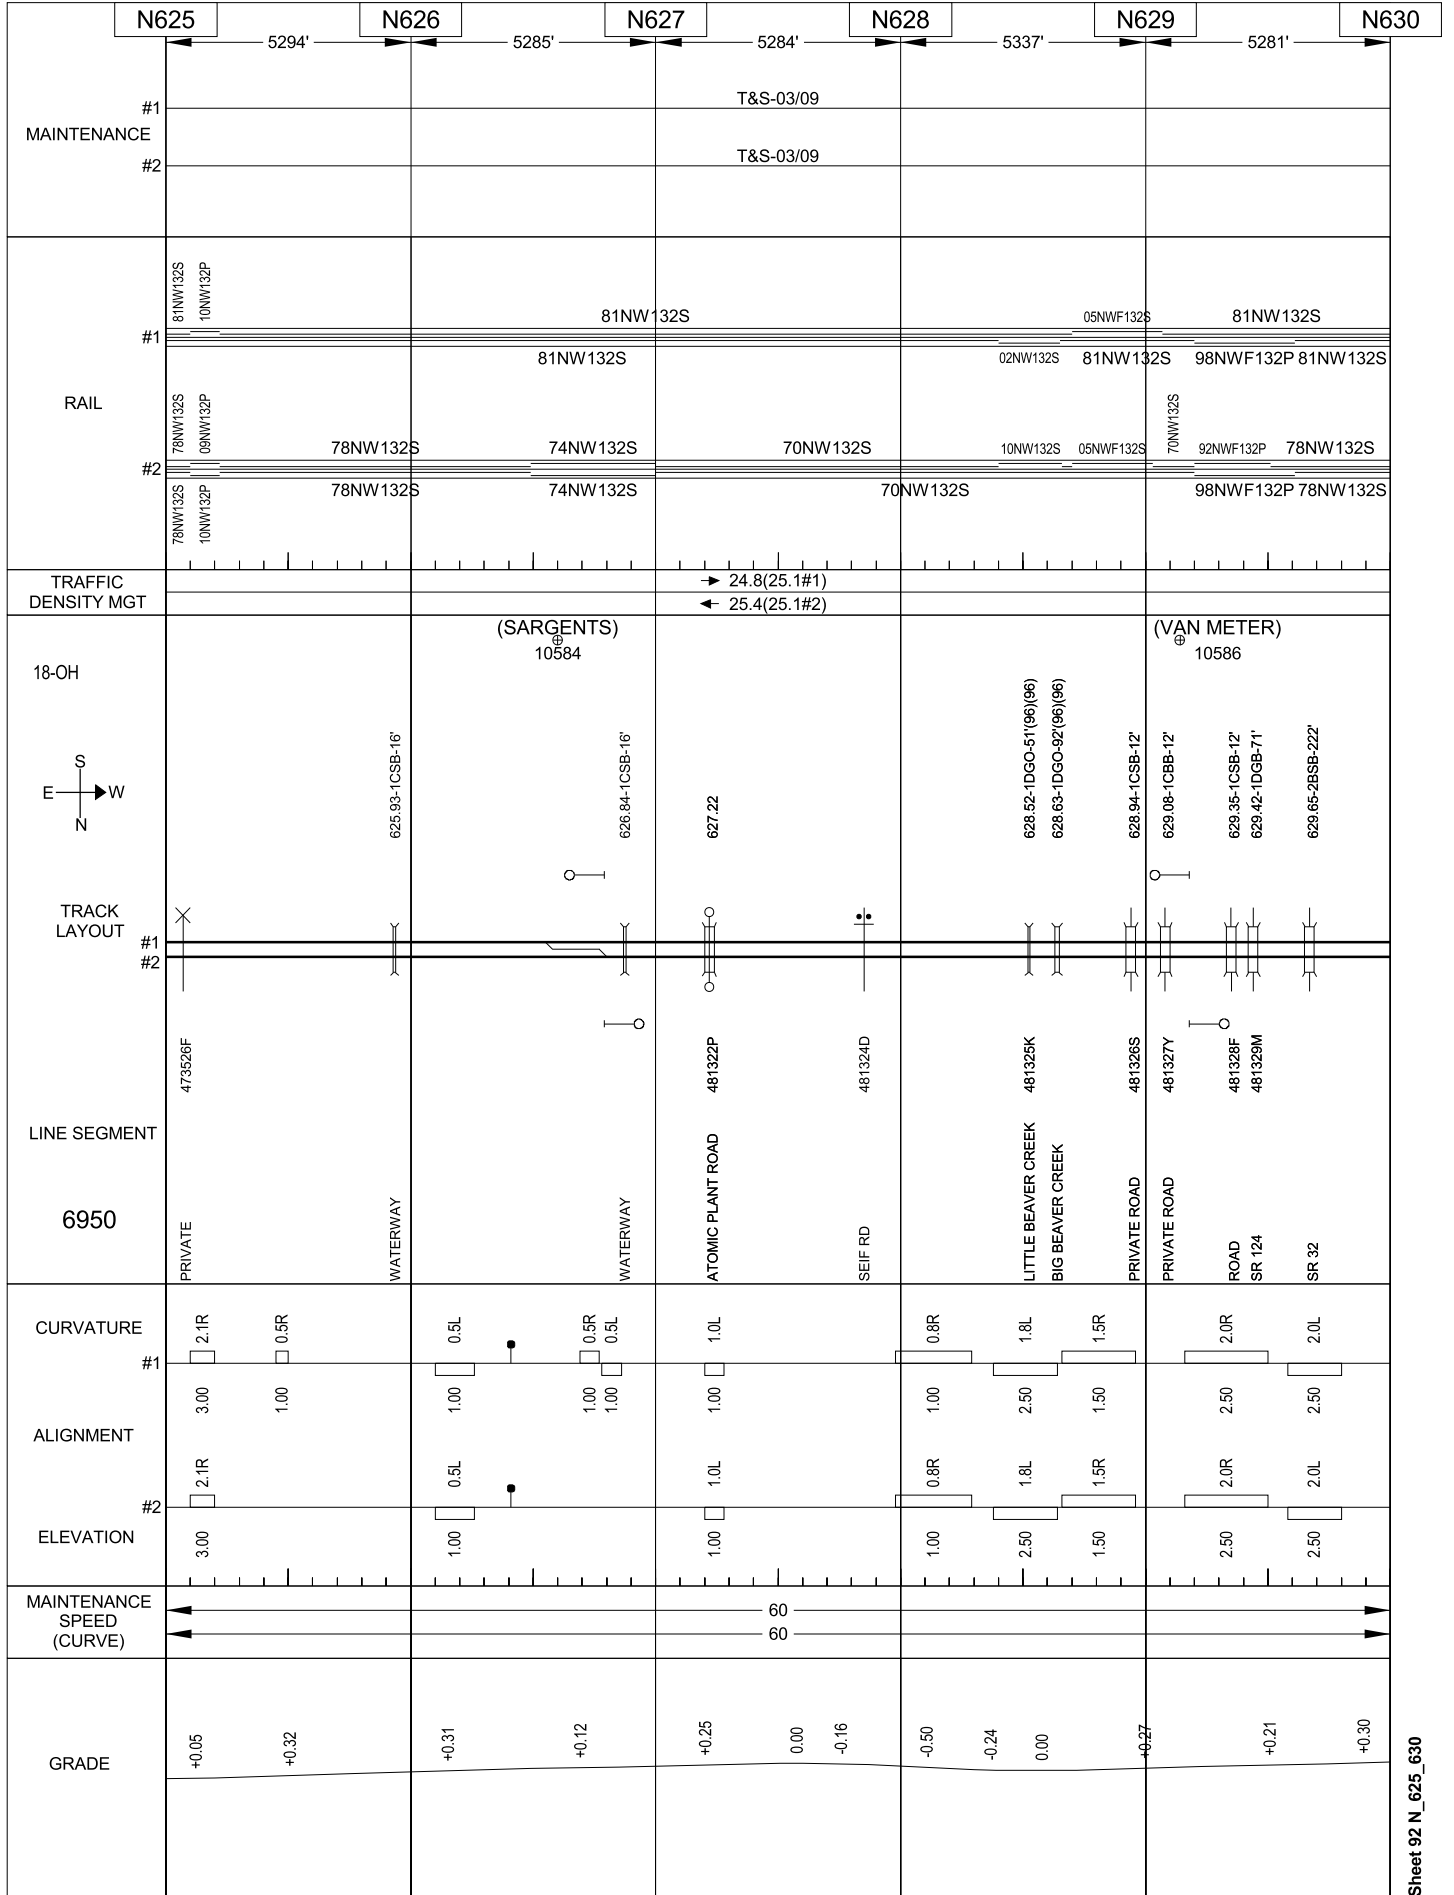 N625 N626 N627 N628 N629 N630
5294' 5285' 5284' 5337' 5281'
#1 T&S-03/09
MAINTENANCE
#2 T&S-03/09
81NW132S 10NW132P
81NW132S 05NWF132S 81NW132S
#1
81NW132S 02NW132S 81NW132S 98NWF132P 81NW132S
RAIL
78NW132S 09NW132P 70NW132S
78NW132S 74NW132S 70NW132S 10NW132S 05NWF132S 92NWF132P 78NW132S
#2
78NW132S 74NW132S 70NW132S 98NWF132P 78NW132S
78NW132S 10NW132P
TRAFFIC
DENSITY MGT
24.8(25.1#1)
25.4(25.1#2)
(SARGENTS) (VAN METER)
10584 10586
18-OH
S
E W
N
625.93-1CSB-16'
626.84-1CSB-16'
627.22
628.52-1DGO-51'(96)(96)
628.63-1DGO-92'(96)(96)
628.94-1CSB-12'
629.08-1CBB-12'
629.35-1CSB-12'
629.42-1DGB-71'
629.65-2BSB-222'
TRACK
LAYOUT
#1
#2
473526F 481322P 481324D 481325K 481326S 481327Y 481328F 481329M
LINE SEGMENT
6950
PRIVATE
WATERWAY
WATERWAY
ATOMIC PLANT ROAD
SEIF RD
LITTLE BEAVER CREEK
BIG BEAVER CREEK
PRIVATE ROAD
PRIVATE ROAD
ROAD
SR 124
SR 32
CURVATURE
2.1R 0.5R 0.5L 0.5R 0.5L 1.0L 0.8R 1.8L 1.5R 2.0R 2.0L
#1
3.00 1.00 1.00 1.00 1.00 1.00 1.00 2.50 1.50 2.50 2.50
ALIGNMENT
2.1R 0.5L 1.0L 0.8R 1.8L 1.5R 2.0R 2.0L
#2
ELEVATION
3.00 1.00 1.00 1.00 2.50 1.50 2.50 2.50
MAINTENANCE
SPEED
(CURVE)
60
60
GRADE
+0.05 +0.32 +0.31 +0.12 +0.25 0.00 -0.16 -0.50 -0.24 0.00 +0.27 +0.21 +0.30
Sheet 92 N_625_630